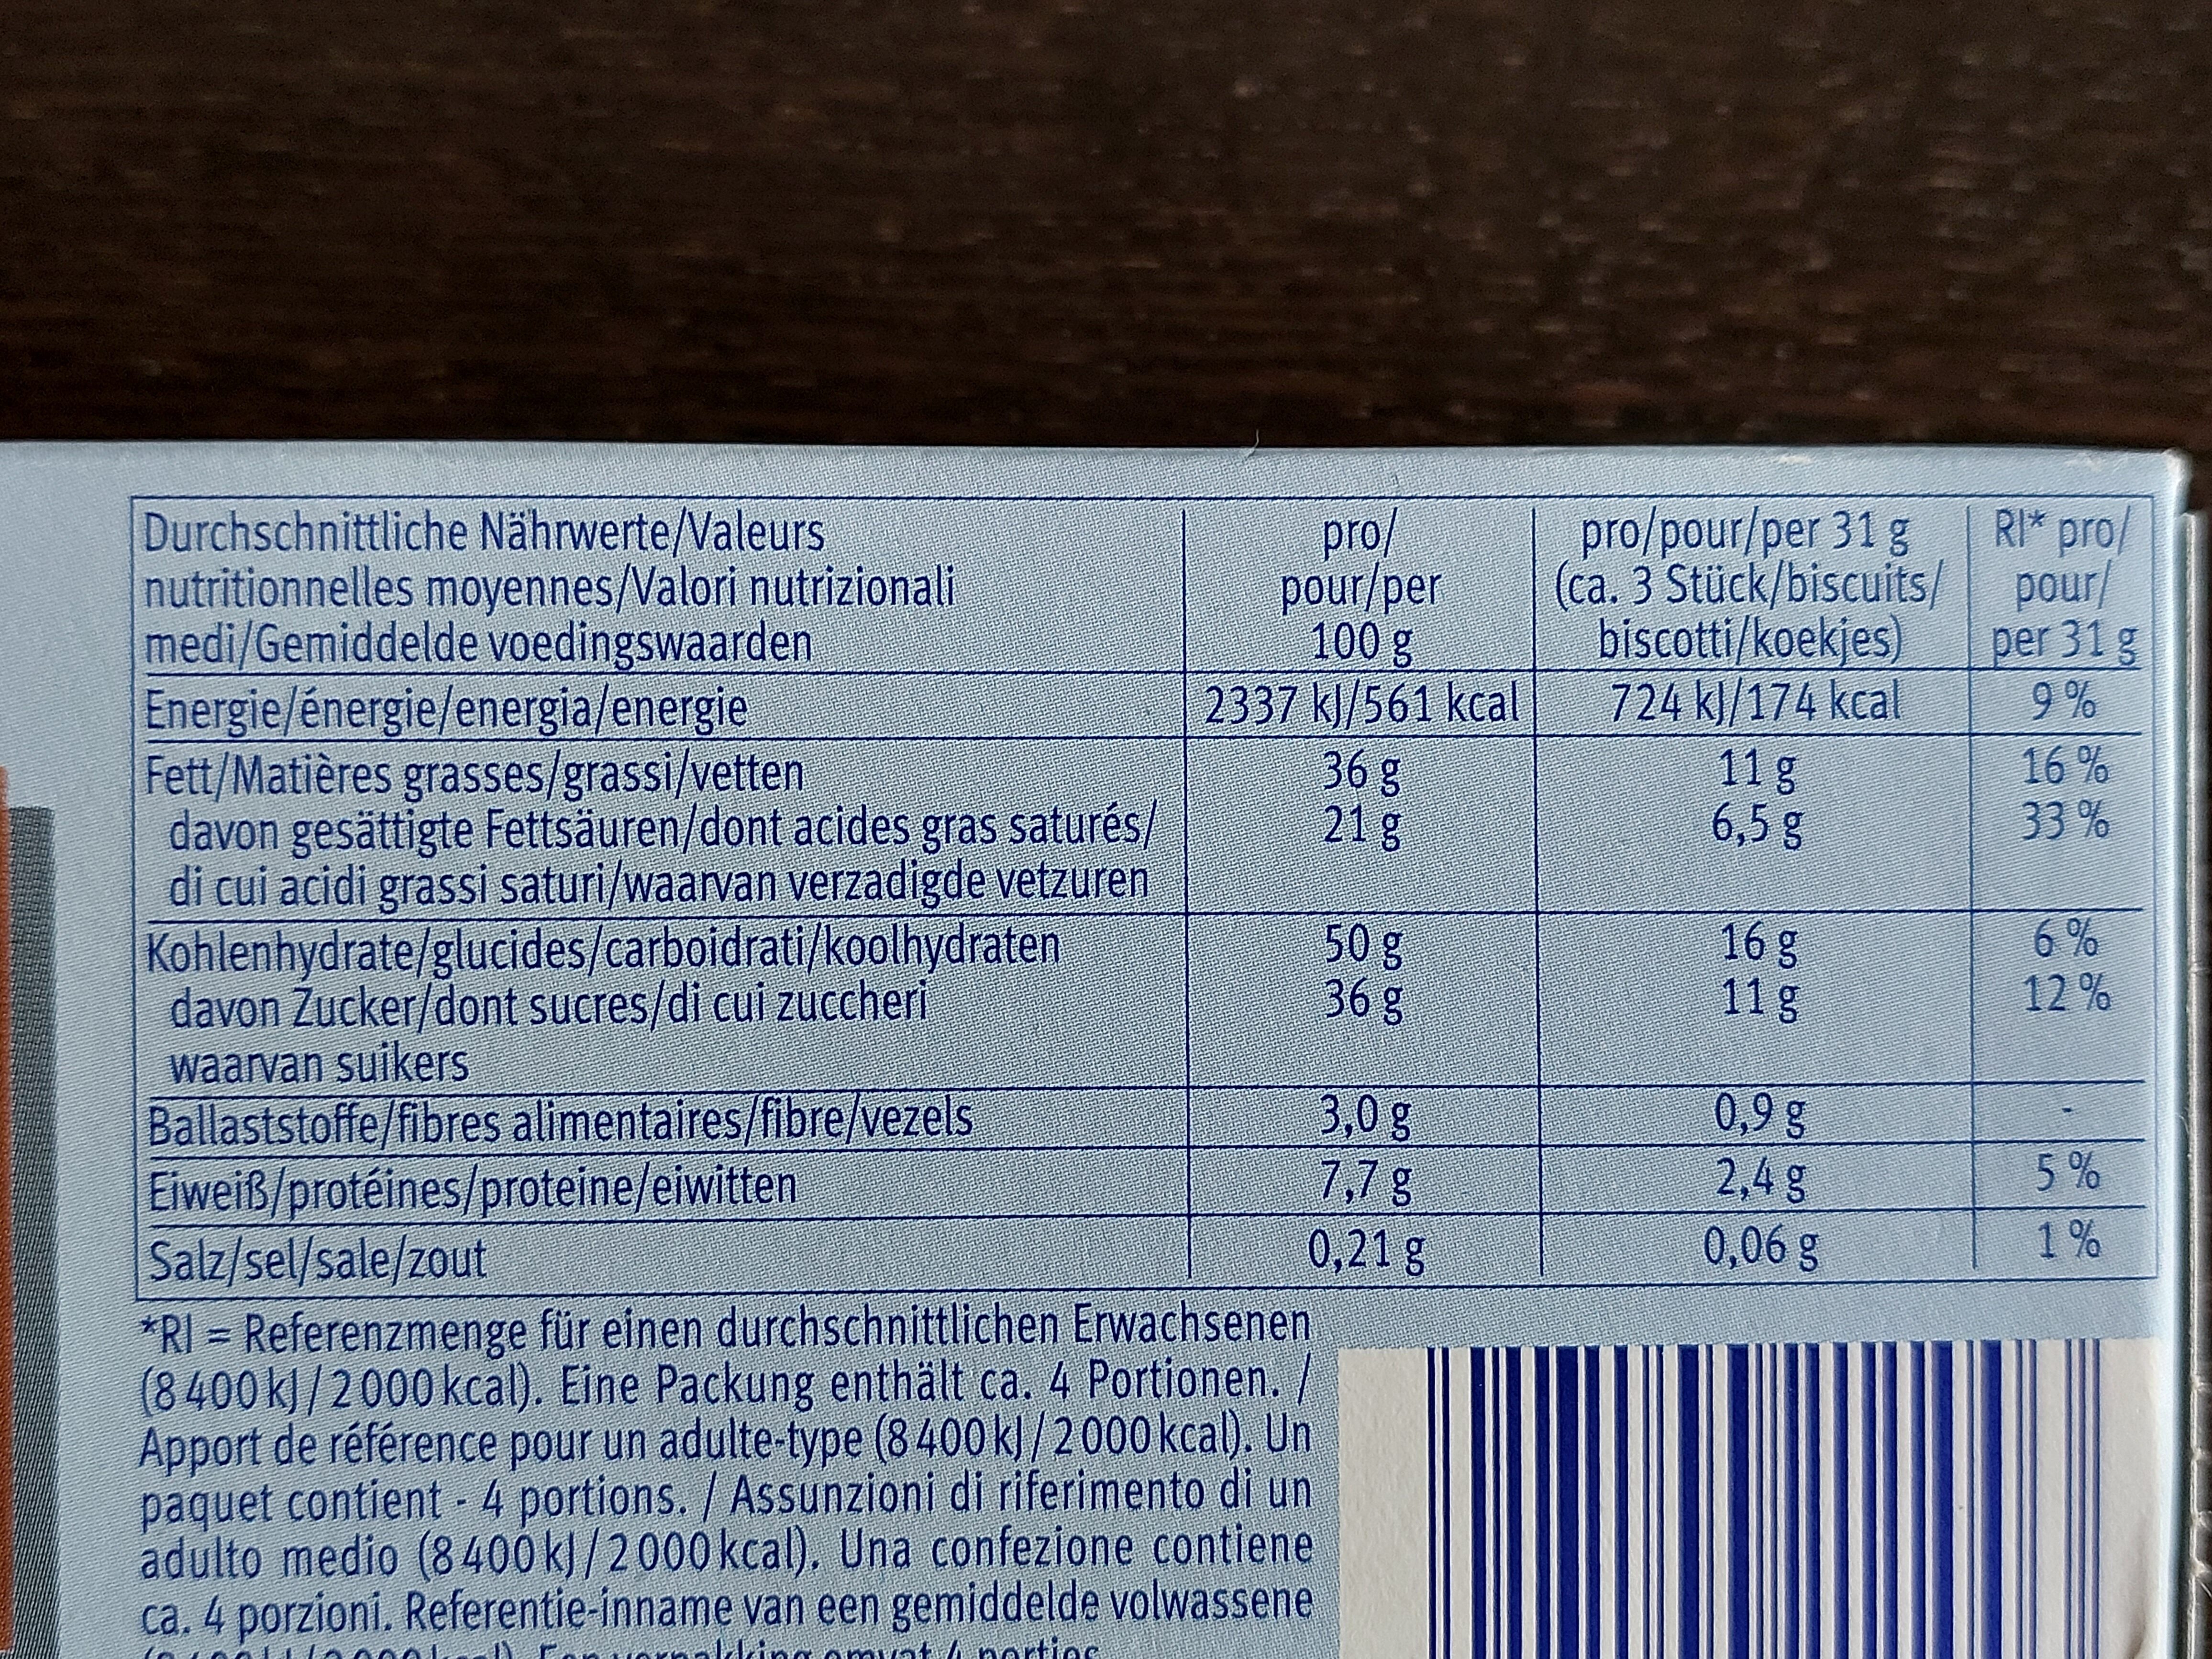 Durchschnittliche Nährwerte/Valeurs
nutritionnelles moyennes/Valori nutrizionali
medi/Gemiddelde voedingswaarden
pro/
pour/per
100 g
pro/pour/per 31 g
(ca. 3 Stück/biscuits/
biscotti/koekjes)
RI* pro/
pour/
per 31 g
Energie/énergie/energia/energie 2337 kJ/561 kcal 724 kJ/174 kcal 9 %
Fett/Matières grasses/grassi/vetten 36 g 11 g 16 %
davon gesättigte Fettsäuren/dont acides gras saturés/ 21 g 6,5 g 33 %
di cui acidi grassi saturi/waarvan verzadigde vetzuren
Kohlenhydrate/glucides/carboidrati/koolhydraten 50 g 16 g 6 %
davon Zucker/dont sucres/di cui zuccheri 36 g 11 g 12 %
waarvan suikers
Ballaststoffe/fibres alimentaires/fibre/vezels 3,0 g 0,9 g -
Eiweiß/protéines/proteine/eiwitten 7,7 g 2,4 g 5 %
Salz/sel/sale/zout 0,21 g 0,06 g 1 %
*RI = Referenzmenge für einen durchschnittlichen Erwachsenen
(8 400 kJ / 2 000 kcal). Eine Packung enthält ca. 4 Portionen. /
Apport de référence pour un adulte-type (8 400 kJ / 2 000 kcal). Un
paquet contient - 4 portions. / Assunzioni di riferimento di un
adulto medio (8 400 kJ / 2 000 kcal). Una confezione contiene
ca. 4 porzioni. Referentie-inname van een gemiddelde volwassene